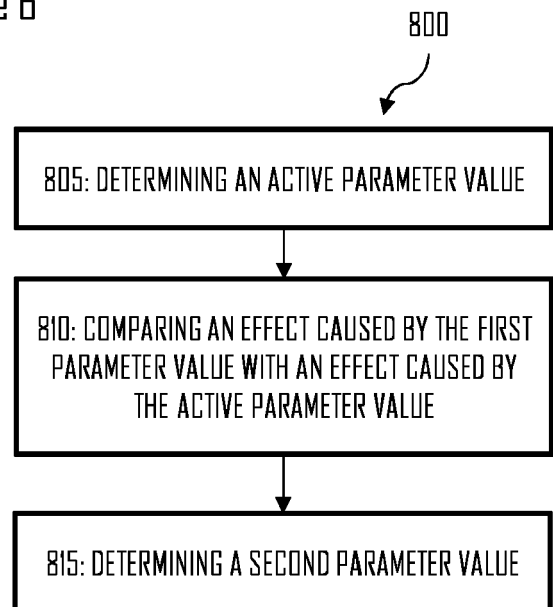 800
805: DETERMINING AN ACTIVE PARAMETER VALUE
810: COMPARING AN EFFECT CAUSED BY THE FIRST
PARAMETER VALUE WITH AN EFFECT CAUSED BY
THE ACTIVE PARAMETER VALUE
815: DETERMINING A SECOND PARAMETER VALUE